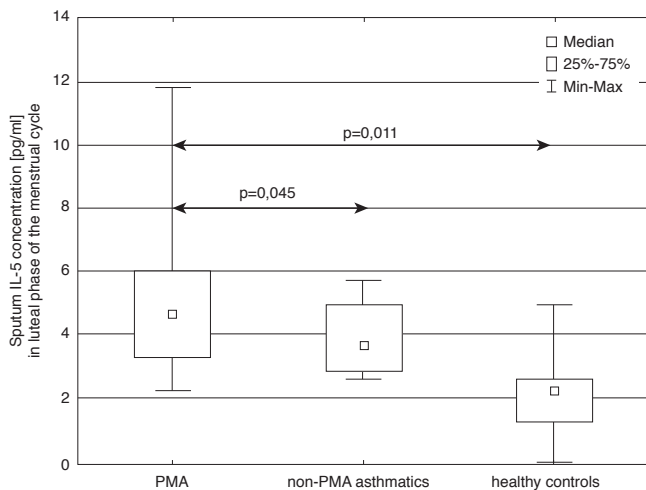 14
12
10
8
6
4
2
0
Sputum IL-5 concentration [pg/ml]
in luteal phase of the menstrual cycle
Median
25%-75%
Min-Max
p=0,011
p=0,045
PMA
non-PMA asthmatics
healthy controls